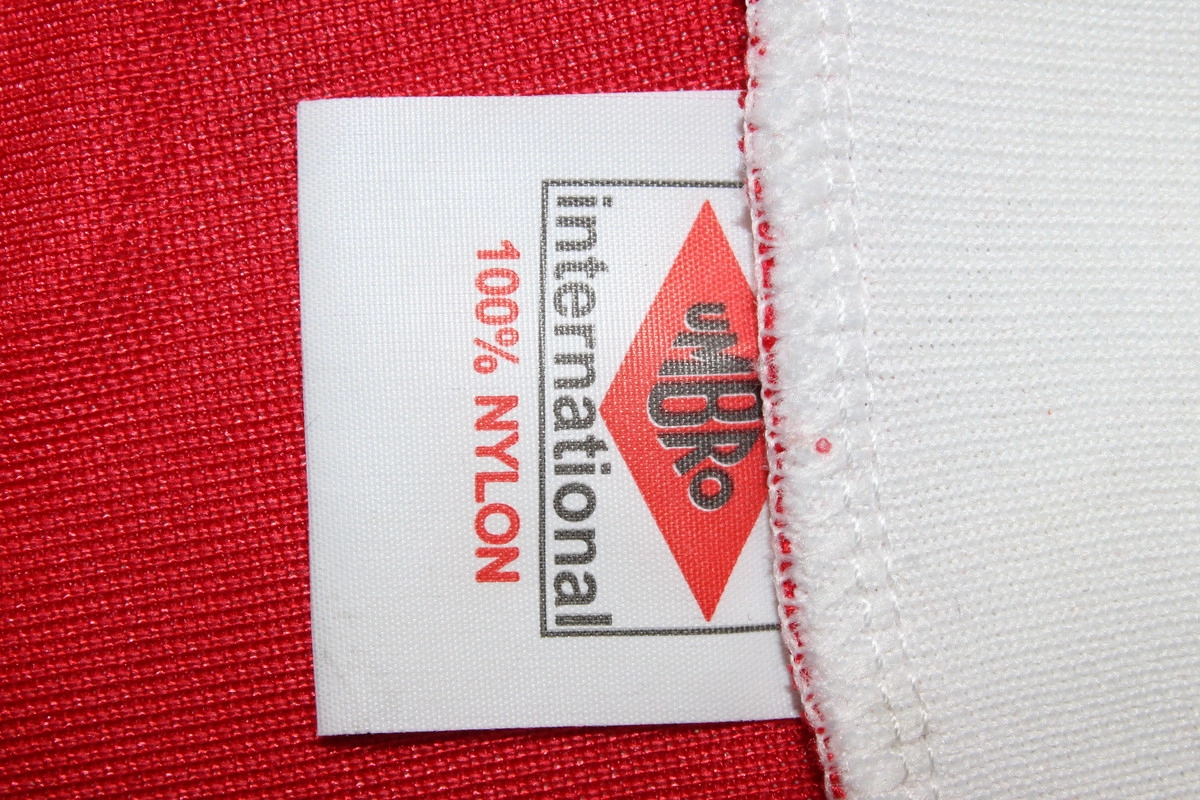 uMBRo
international
100% NYLON